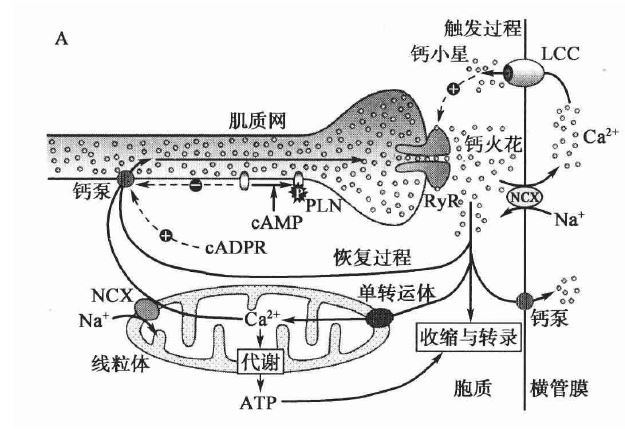 A
触发过程
钙小星
LCC
肌质网
钙火花
Ca²⁺
钙泵
PLN
P
RyR
NCX
cAMP
Na⁺
cADPR
恢复过程
NCX
单转运体
Na⁺
Ca²⁺
钙泵
收缩与转录
线粒体
代谢
胞质
横管膜
ATP